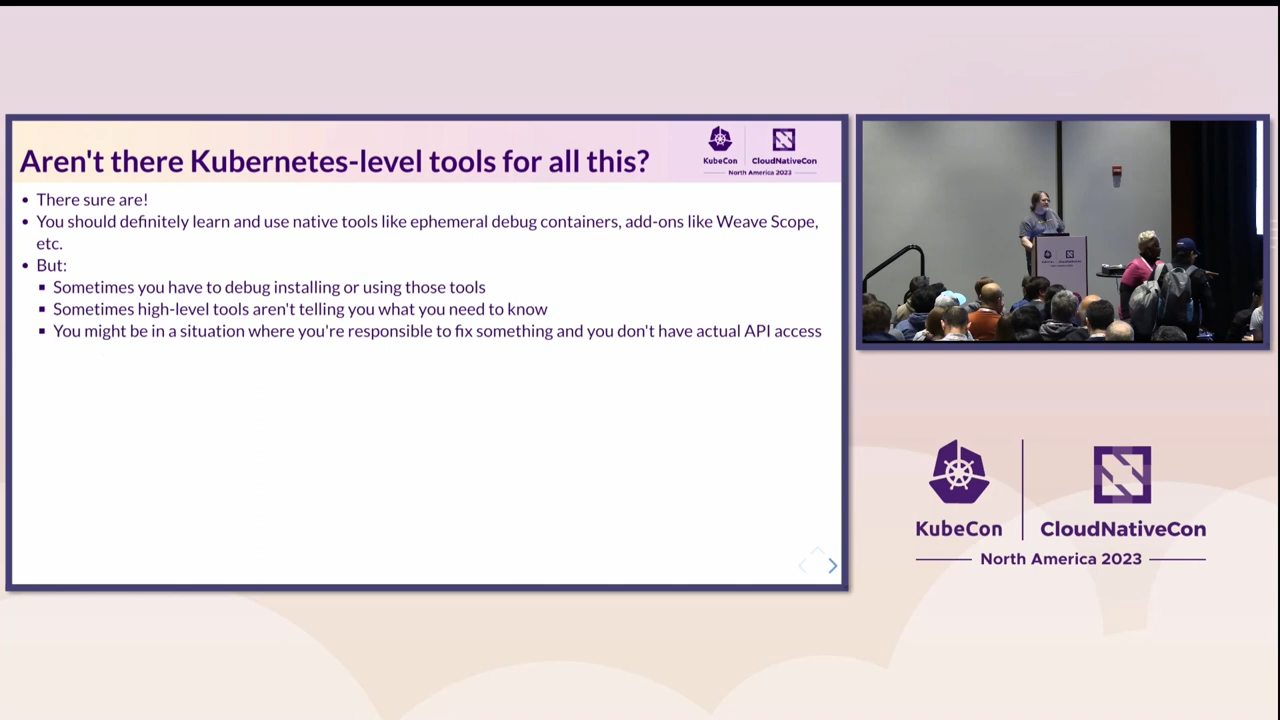 Aren't there Kubernetes-level tools for all this?
KubeCon
CloudNativeCon
North America 2023
• There sure are!
• You should definitely learn and use native tools like ephemeral debug containers, add-ons like Weave Scope,
etc.
• But:
▪ Sometimes you have to debug installing or using those tools
▪ Sometimes high-level tools aren't telling you what you need to know
▪ You might be in a situation where you're responsible to fix something and you don't have actual API access
KubeCon
CloudNativeCon
North America 2023